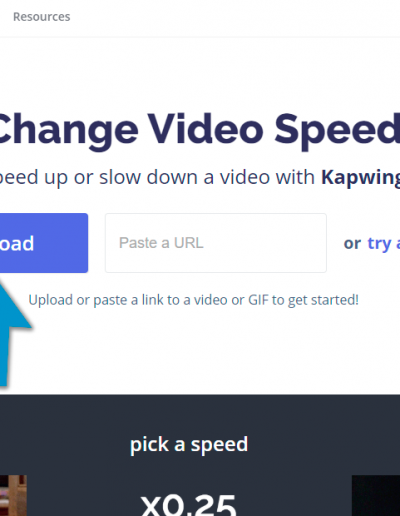 Resources
Change Video Speed
peed up or slow down a video with Kapwing
oad
Paste a URL
or try a
Upload or paste a link to a video or GIF to get started!
pick a speed
x0.25